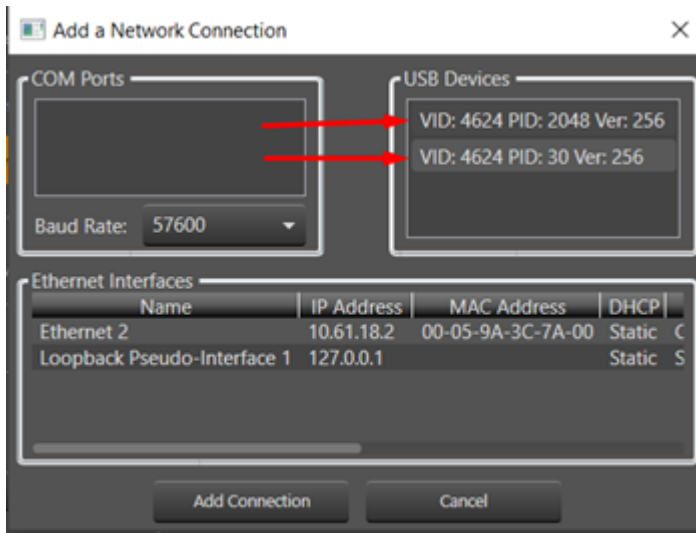 Add a Network Connection
COM Ports
USB Devices
VID: 4624 PID: 2048 Ver: 256
VID: 4624 PID: 30 Ver: 256
Baud Rate: 57600
Ethernet Interfaces
Name IP Address MAC Address DHCP
Ethernet 2 10.61.18.2 00-05-9A-3C-7A-00 Static C
Loopback Pseudo-Interface 1 127.0.0.1 Static S
Add Connection Cancel